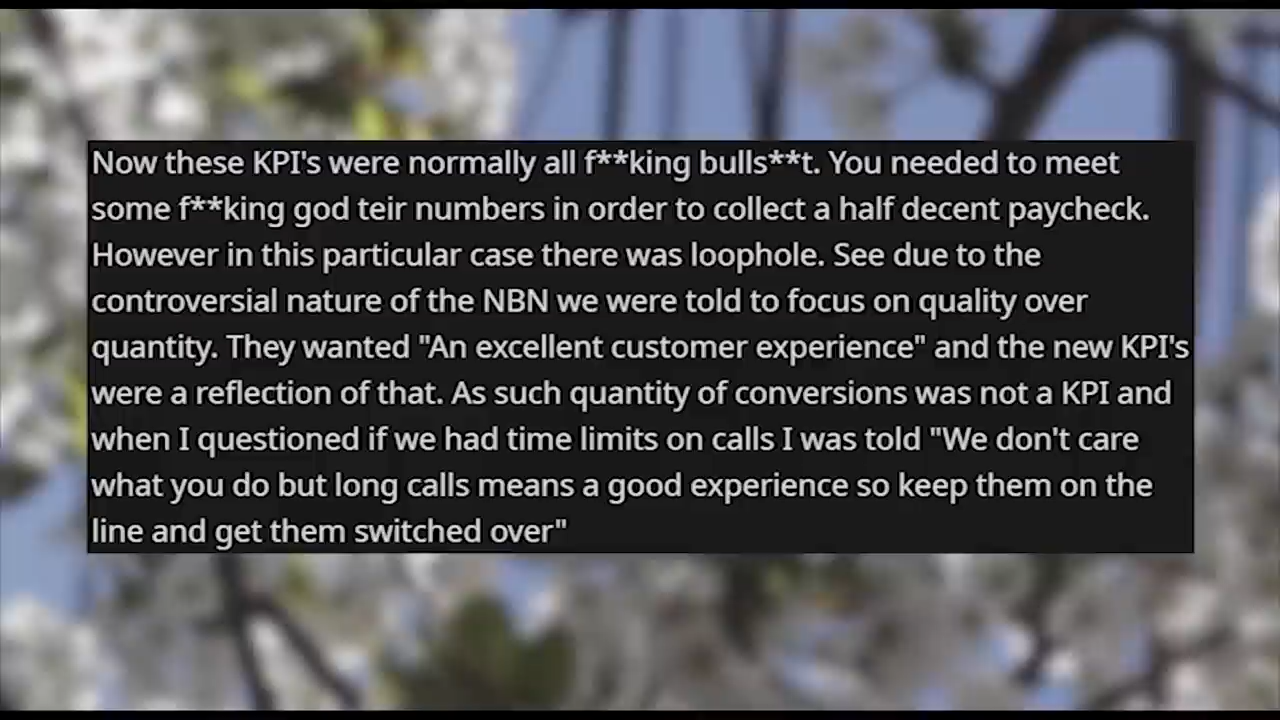 Now these KPI's were normally all f**king bulls**t. You needed to meet
some f**king god teir numbers in order to collect a half decent paycheck.
However in this particular case there was loophole. See due to the
controversial nature of the NBN we were told to focus on quality over
quantity. They wanted "An excellent customer experience" and the new KPI's
were a reflection of that. As such quantity of conversions was not a KPI and
when I questioned if we had time limits on calls I was told "We don't care
what you do but long calls means a good experience so keep them on the
line and get them switched over"